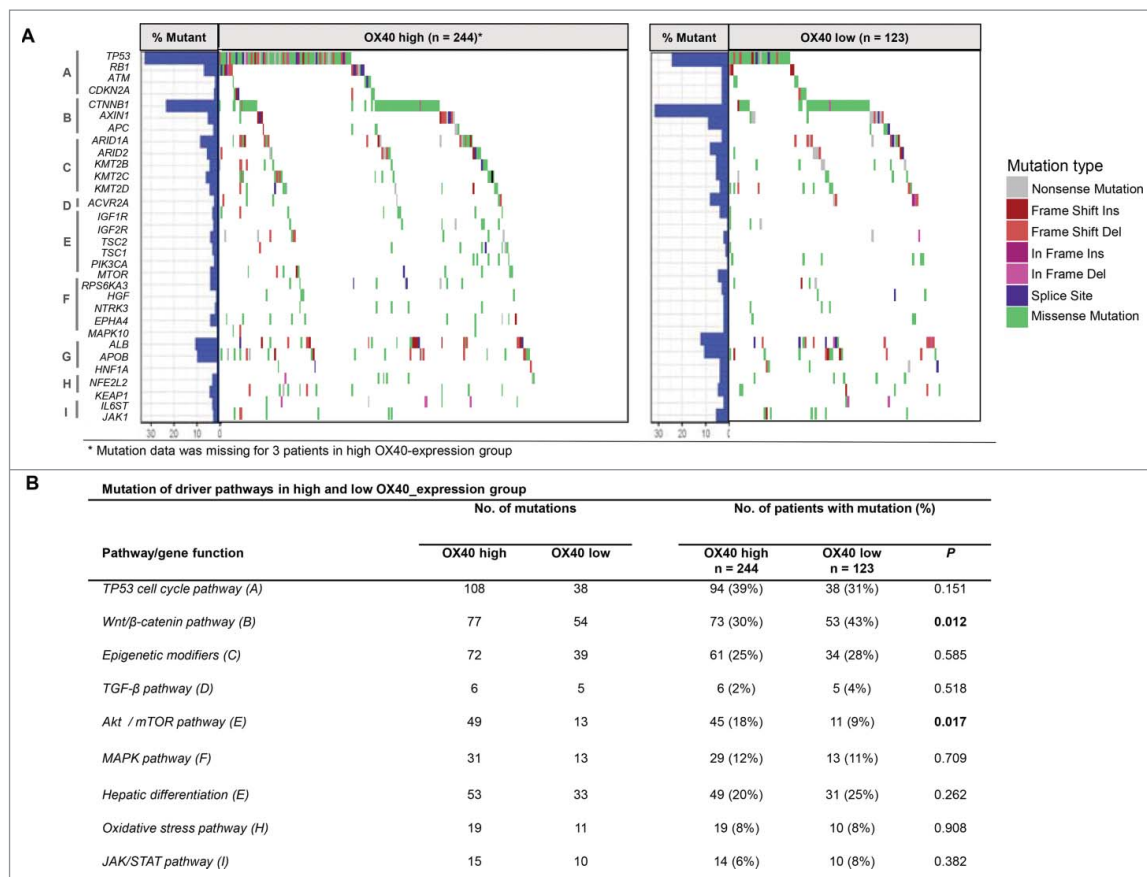 A
% Mutant OX40 high (n = 244)* % Mutant OX40 low (n = 123)
A
TP53
RB1
ATM
CDKN2A
B
CTNNB1
AXIN1
APC
C
ARID1A
ARID2
KMT2B
KMT2C
KMT2D
D
ACVR2A
E
IGF1R
IGF2R
TSC2
TSC1
PIK3CA
MTOR
F
RPS6KA3
HGF
NTRK3
EPHA4
MAPK10
G
ALB
APOB
HNF1A
H
NFE2L2
KEAP1
I
IL6ST
JAK1
30 20 10 0 30 20 10 0
Mutation type
Nonsense Mutation
Frame Shift Ins
Frame Shift Del
In Frame Ins
In Frame Del
Splice Site
Missense Mutation
* Mutation data was missing for 3 patients in high OX40-expression group
B
Mutation of driver pathways in high and low OX40_expression group
No. of mutations No. of patients with mutation (%)
Pathway/gene function OX40 high OX40 low OX40 high n = 244 OX40 low n = 123 P
TP53 cell cycle pathway (A) 108 38 94 (39%) 38 (31%) 0.151
Wnt/β-catenin pathway (B) 77 54 73 (30%) 53 (43%) 0.012
Epigenetic modifiers (C) 72 39 61 (25%) 34 (28%) 0.585
TGF-β pathway (D) 6 5 6 (2%) 5 (4%) 0.518
Akt / mTOR pathway (E) 49 13 45 (18%) 11 (9%) 0.017
MAPK pathway (F) 31 13 29 (12%) 13 (11%) 0.709
Hepatic differentiation (E) 53 33 49 (20%) 31 (25%) 0.262
Oxidative stress pathway (H) 19 11 19 (8%) 10 (8%) 0.908
JAK/STAT pathway (I) 15 10 14 (6%) 10 (8%) 0.382